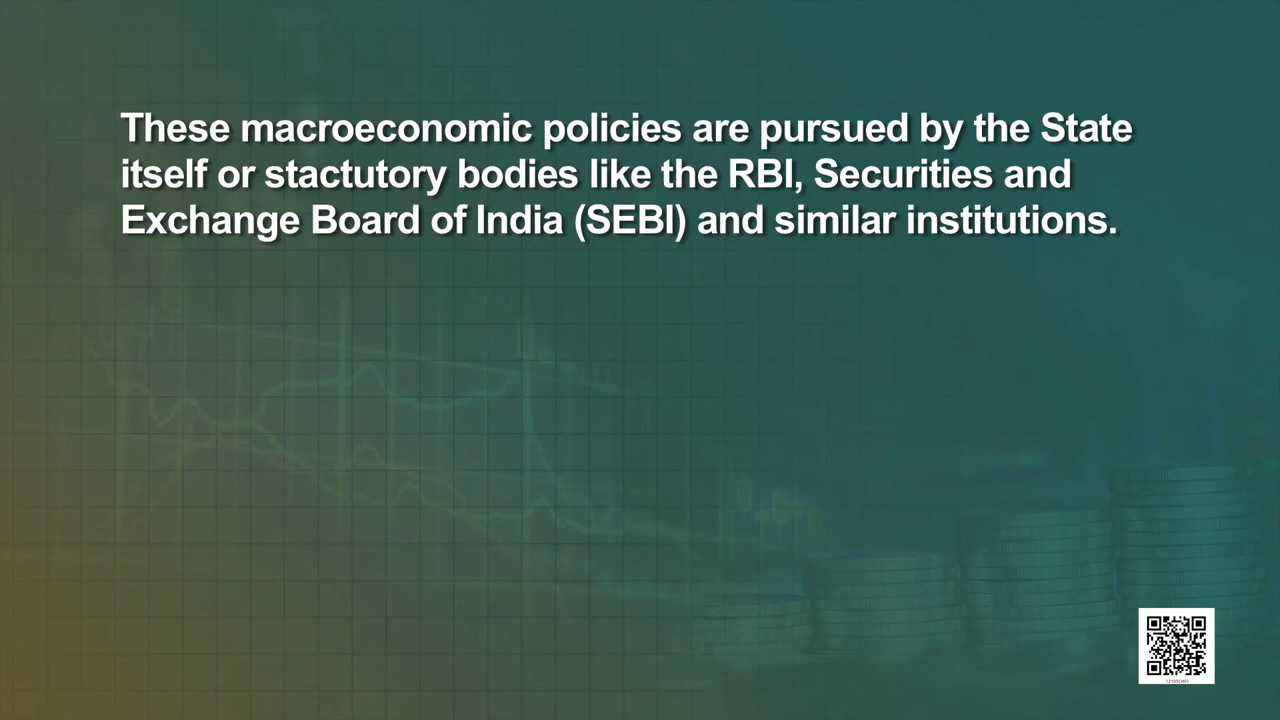 These macroeconomic policies are pursued by the State
itself or stactutory bodies like the RBI, Securities and
Exchange Board of India (SEBI) and similar institutions.